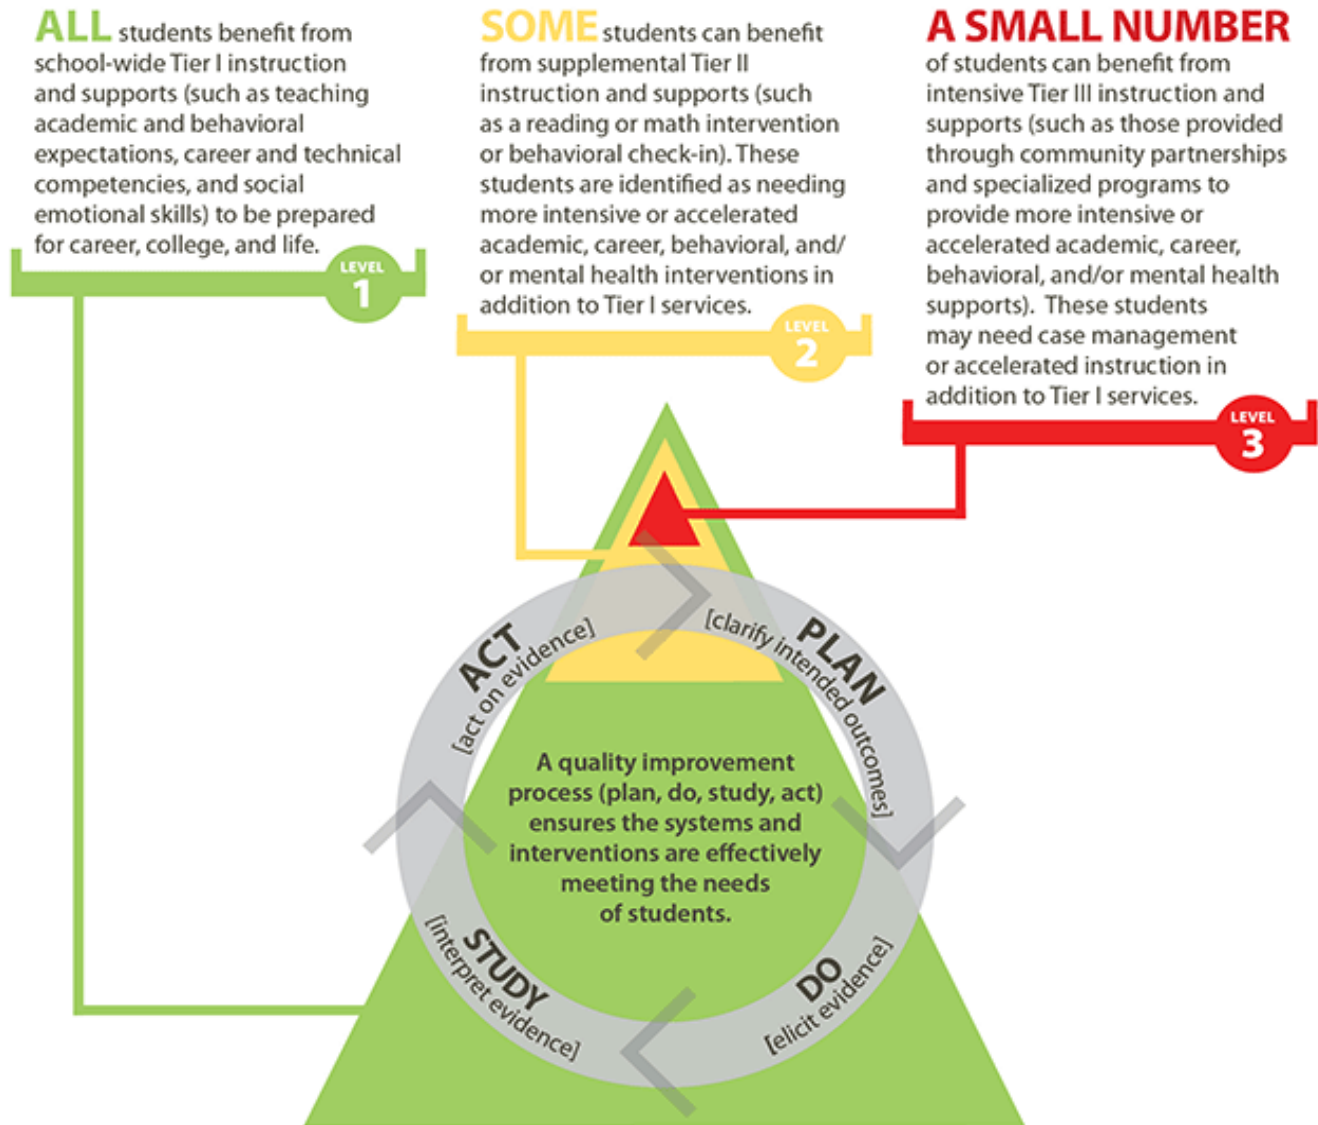 ALL students benefit from
school-wide Tier I instruction
and supports (such as teaching
academic and behavioral
expectations, career and technical
competencies, and social
emotional skills) to be prepared
for career, college, and life.
LEVEL
1
SOME students can benefit
from supplemental Tier II
instruction and supports (such
as a reading or math intervention
or behavioral check-in). These
students are identified as needing
more intensive or accelerated
academic, career, behavioral, and/
or mental health interventions in
addition to Tier I services.
LEVEL
2
A SMALL NUMBER
of students can benefit from
intensive Tier III instruction and
supports (such as those provided
through community partnerships
and specialized programs to
provide more intensive or
accelerated academic, career,
behavioral, and/or mental health
supports). These students
may need case management
or accelerated instruction in
addition to Tier I services.
LEVEL
3
PLAN
[clarify intended outcomes]
DO
[elicit evidence]
STUDY
[interpret evidence]
ACT
[act on evidence]
A quality improvement
process (plan, do, study, act)
ensures the systems and
interventions are effectively
meeting the needs
of students.